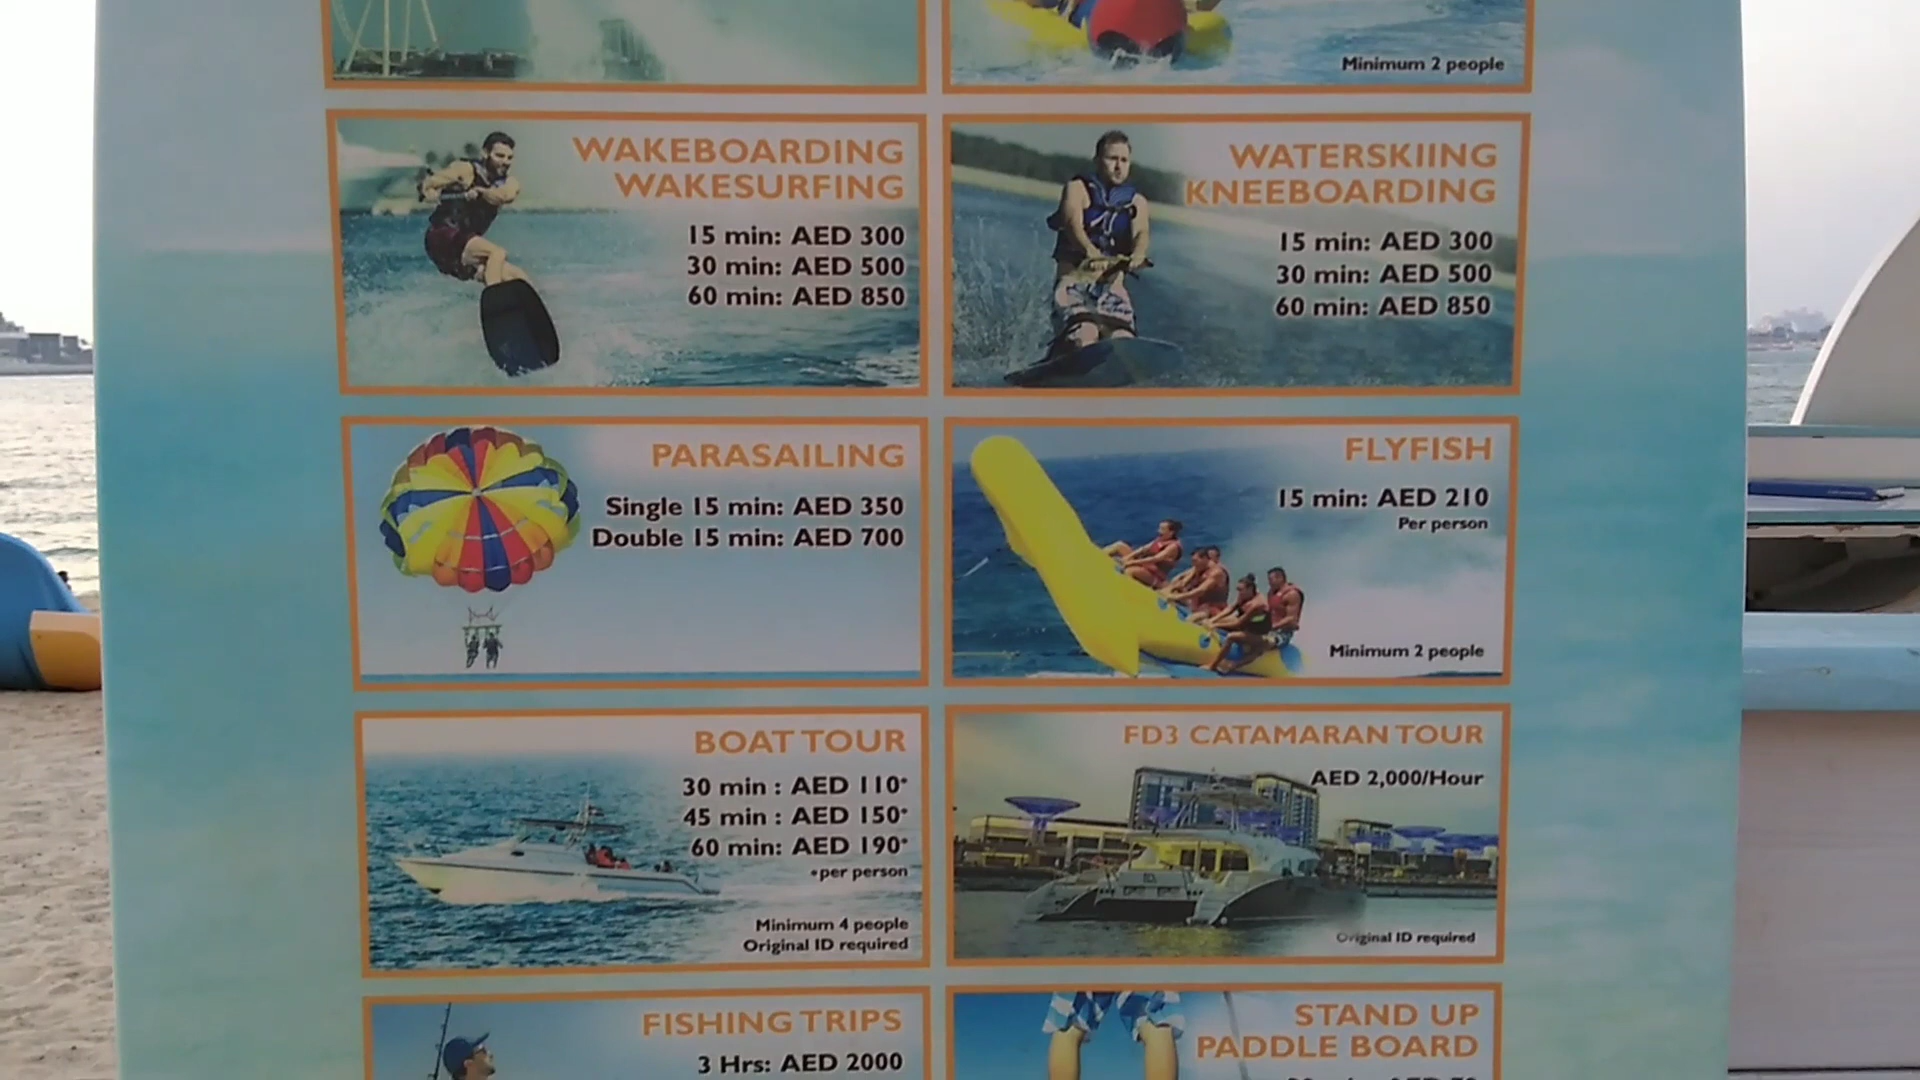 Minimum 2 people
WAKEBOARDING
WAKESURFING
15 min: AED 300
30 min: AED 500
60 min: AED 850
WATERSKIING
KNEEBOARDING
15 min: AED 300
30 min: AED 500
60 min: AED 850
PARASAILING
Single 15 min: AED 350
Double 15 min: AED 700
FLYFISH
15 min: AED 210
Per person
Minimum 2 people
BOAT TOUR
30 min : AED 110*
45 min : AED 150*
60 min: AED 190*
*per person
Minimum 4 people
Original ID required
FD3 CATAMARAN TOUR
AED 2,000/Hour
Original ID required
FISHING TRIPS
3 Hrs: AED 2000
STAND UP
PADDLE BOARD